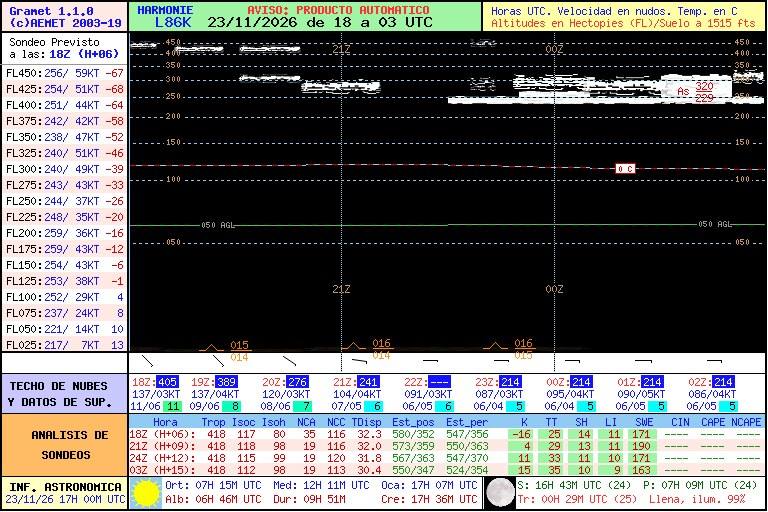 Gramet 1.1.0
(c)AEMET 2003-19
HARMONIE AVISO: PRODUCTO AUTOMATICO
L86K 23/11/2026 de 18 a 03 UTC
Horas UTC. Velocidad en nudos. Temp. en C
Altitudes en Hectopies (FL)/Suelo a 1515 fts
Sondeo Previsto
a las: 18Z (H+06)
FL450:256/ 59KT -67
FL425:254/ 51KT -68
FL400:251/ 44KT -64
FL375:242/ 42KT -58
FL350:238/ 47KT -52
FL325:240/ 51KT -46
FL300:240/ 49KT -39
FL275:243/ 43KT -33
FL250:244/ 37KT -26
FL225:248/ 35KT -20
FL200:259/ 36KT -16
FL175:259/ 43KT -12
FL150:254/ 43KT -6
FL125:253/ 38KT -1
FL100:252/ 29KT 4
FL075:237/ 24KT 8
FL050:221/ 14KT 10
FL025:217/ 7KT 13
450 450
400 21Z 00Z 400
350 350
300 300
250 As 320 229 250
200 200
150 150
0 C
100 100
050 AGL 050 AGL
050 050
21Z 00Z
015 016 016
014 014 015
TECHO DE NUBES
Y DATOS DE SUP.
18Z:405 19Z:389 20Z:276 21Z:241 22Z:--- 23Z:214 00Z:214 01Z:214 02Z:214
137/03KT 137/04KT 120/03KT 107/04KT 091/03KT 087/03KT 095/04KT 090/05KT 086/04KT
11/06 11 09/06 8 08/06 7 07/05 6 06/05 6 06/04 5 06/04 5 06/05 5 06/05 5
ANALISIS DE
SONDEOS
Hora Trop Isoc Isoh NCA NCC TDisp Est_pos Est_per K TT SH LI SWE CIN CAPE NCAPE
18Z (H+06): 418 117 80 35 116 32.3 580/352 547/356 -16 25 14 11 171 ---- ---- ----
21Z (H+09): 418 118 98 19 116 32.4 573/359 550/363 4 29 13 11 190 ---- ---- ----
24Z (H+12): 418 115 99 19 120 31.8 567/363 547/360 11 33 11 10 171 ---- ---- ----
03Z (H+15): 418 112 98 19 113 30.4 550/347 524/354 15 35 10 9 163 ---- ---- ----
INF. ASTRONOMICA
23/11/26 17H 00M UTC
Ort: 07H 15M UTC Med: 12H 11M UTC Oca: 17H 07M UTC
Alb: 06H 46M UTC Dur: 09H 51M Cre: 17H 36M UTC
S: 16H 43M UTC (24) P: 07H 09M UTC (24)
Tr: 00H 29M UTC (25) Llena, ilum. 99%